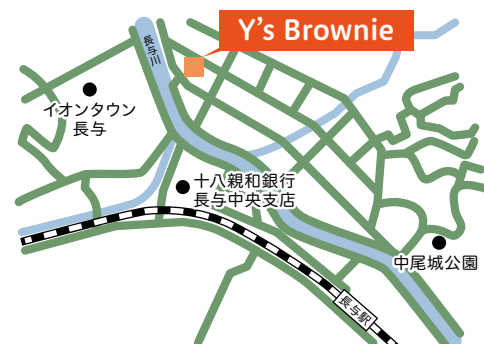 Y's Brownie
長与川
イオンタウン
長与
十八親和銀行
長与中央支店
中尾城公園
長与駅